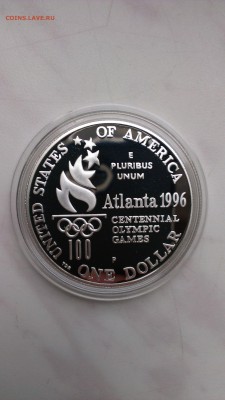 COINS.LAVE.RU
UNITED STATES OF AMERICA
E
PLURIBUS
UNUM
Atlanta 1996
CENTENNIAL
OLYMPIC
GAMES
100
P
ONE DOLLAR